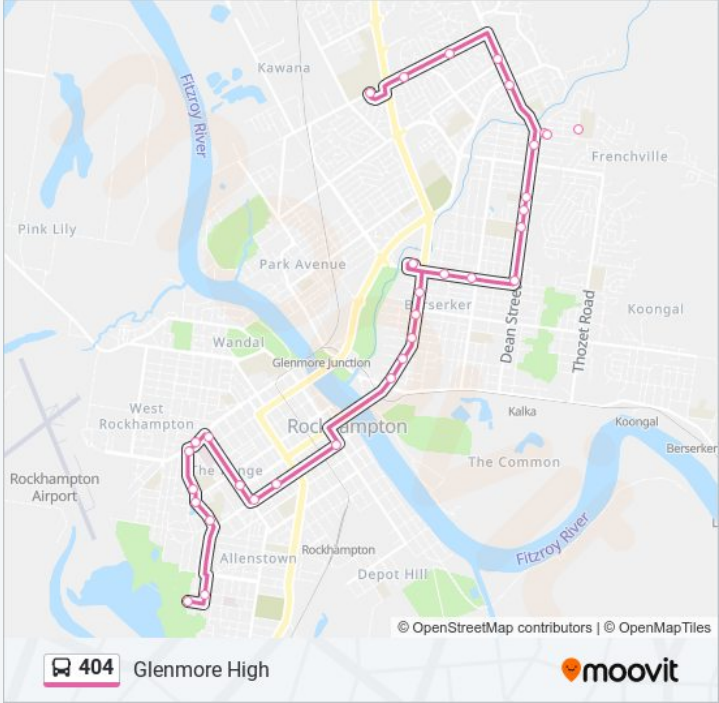 Kawana
Fitzroy River
Frenchville
Pink Lily
Park Avenue
Berserker
Dean Street
Thozet Road
Koongal
Wandal
Glenmore Junction
West
Rockhampton
Rockhampton
Kalka
Koongal
The Range
The Common
Berserker
Rockhampton
Airport
Fitzroy River
Allenstown
Rockhampton
Depot Hill
L
© OpenStreetMap contributors | © OpenMapTiles
404 Glenmore High
moovit